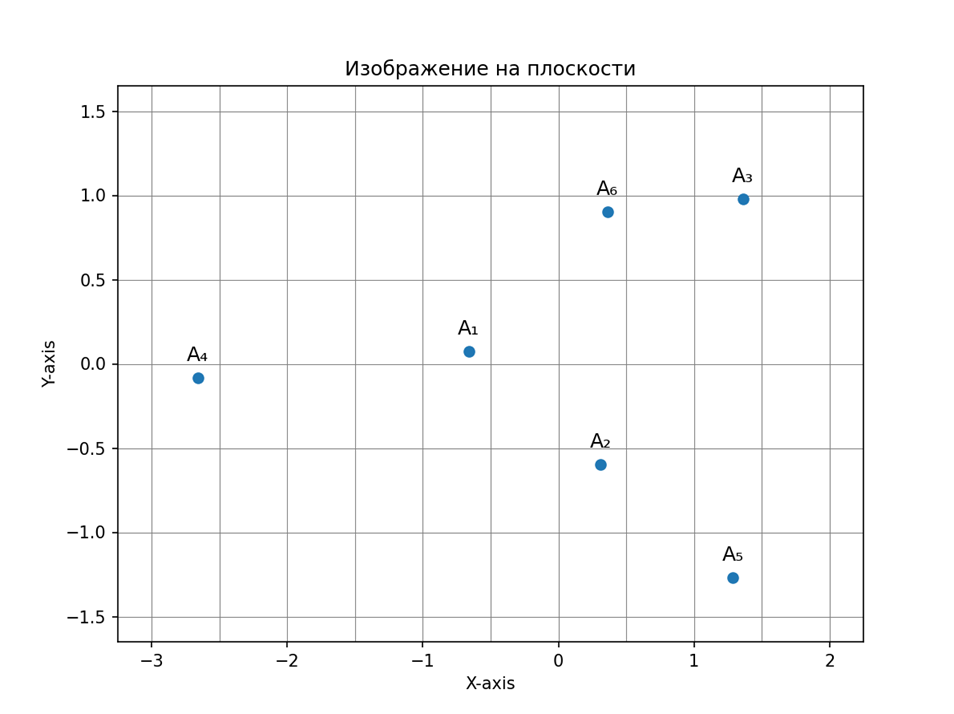 Изображение на плоскости
1.5
1.0
0.5
0.0
−0.5
−1.0
−1.5
Y-axis
A₆
A₃
A₁
A₄
A₂
A₅
−3 −2 −1 0 1 2
X-axis